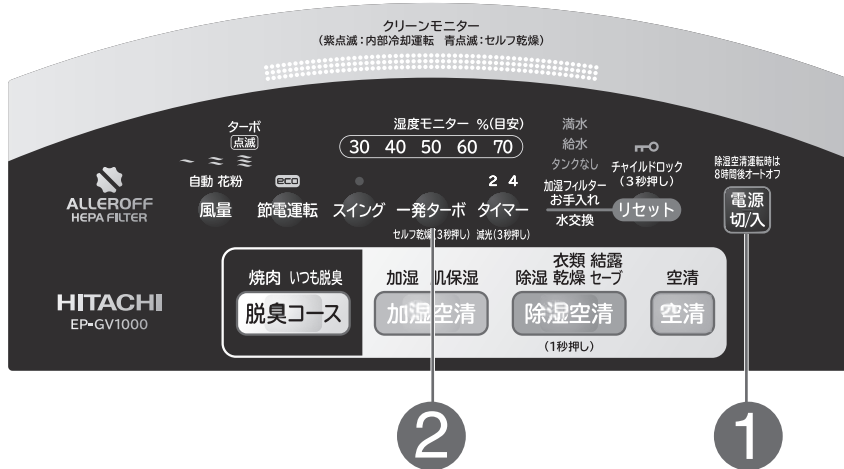 クリーンモニター
(紫点滅:内部冷却運転 青点滅:セルフ乾燥)
ターボ
点滅
自動 花粉
風量
eco
節電運転
スイング
湿度モニター %(目安)
30 40 50 60 70
一発ターボ
セルフ乾燥(3秒押し)
2 4
タイマー
減光(3秒押し)
満水
給水
タンクなし
加湿フィルター
お手入れ
水交換
チャイルドロック
(3秒押し)
リセット
除湿空清運転時は
8時間後オートオフ
電源
切/入
ALLEROFF
HEPA FILTER
HITACHI
EP-GV1000
焼肉 いつも脱臭
脱臭コース
加湿 肌保湿
加湿空清
衣類 結露
除湿 乾燥 セーブ
除湿空清
(1秒押し)
空清
空清
2
1